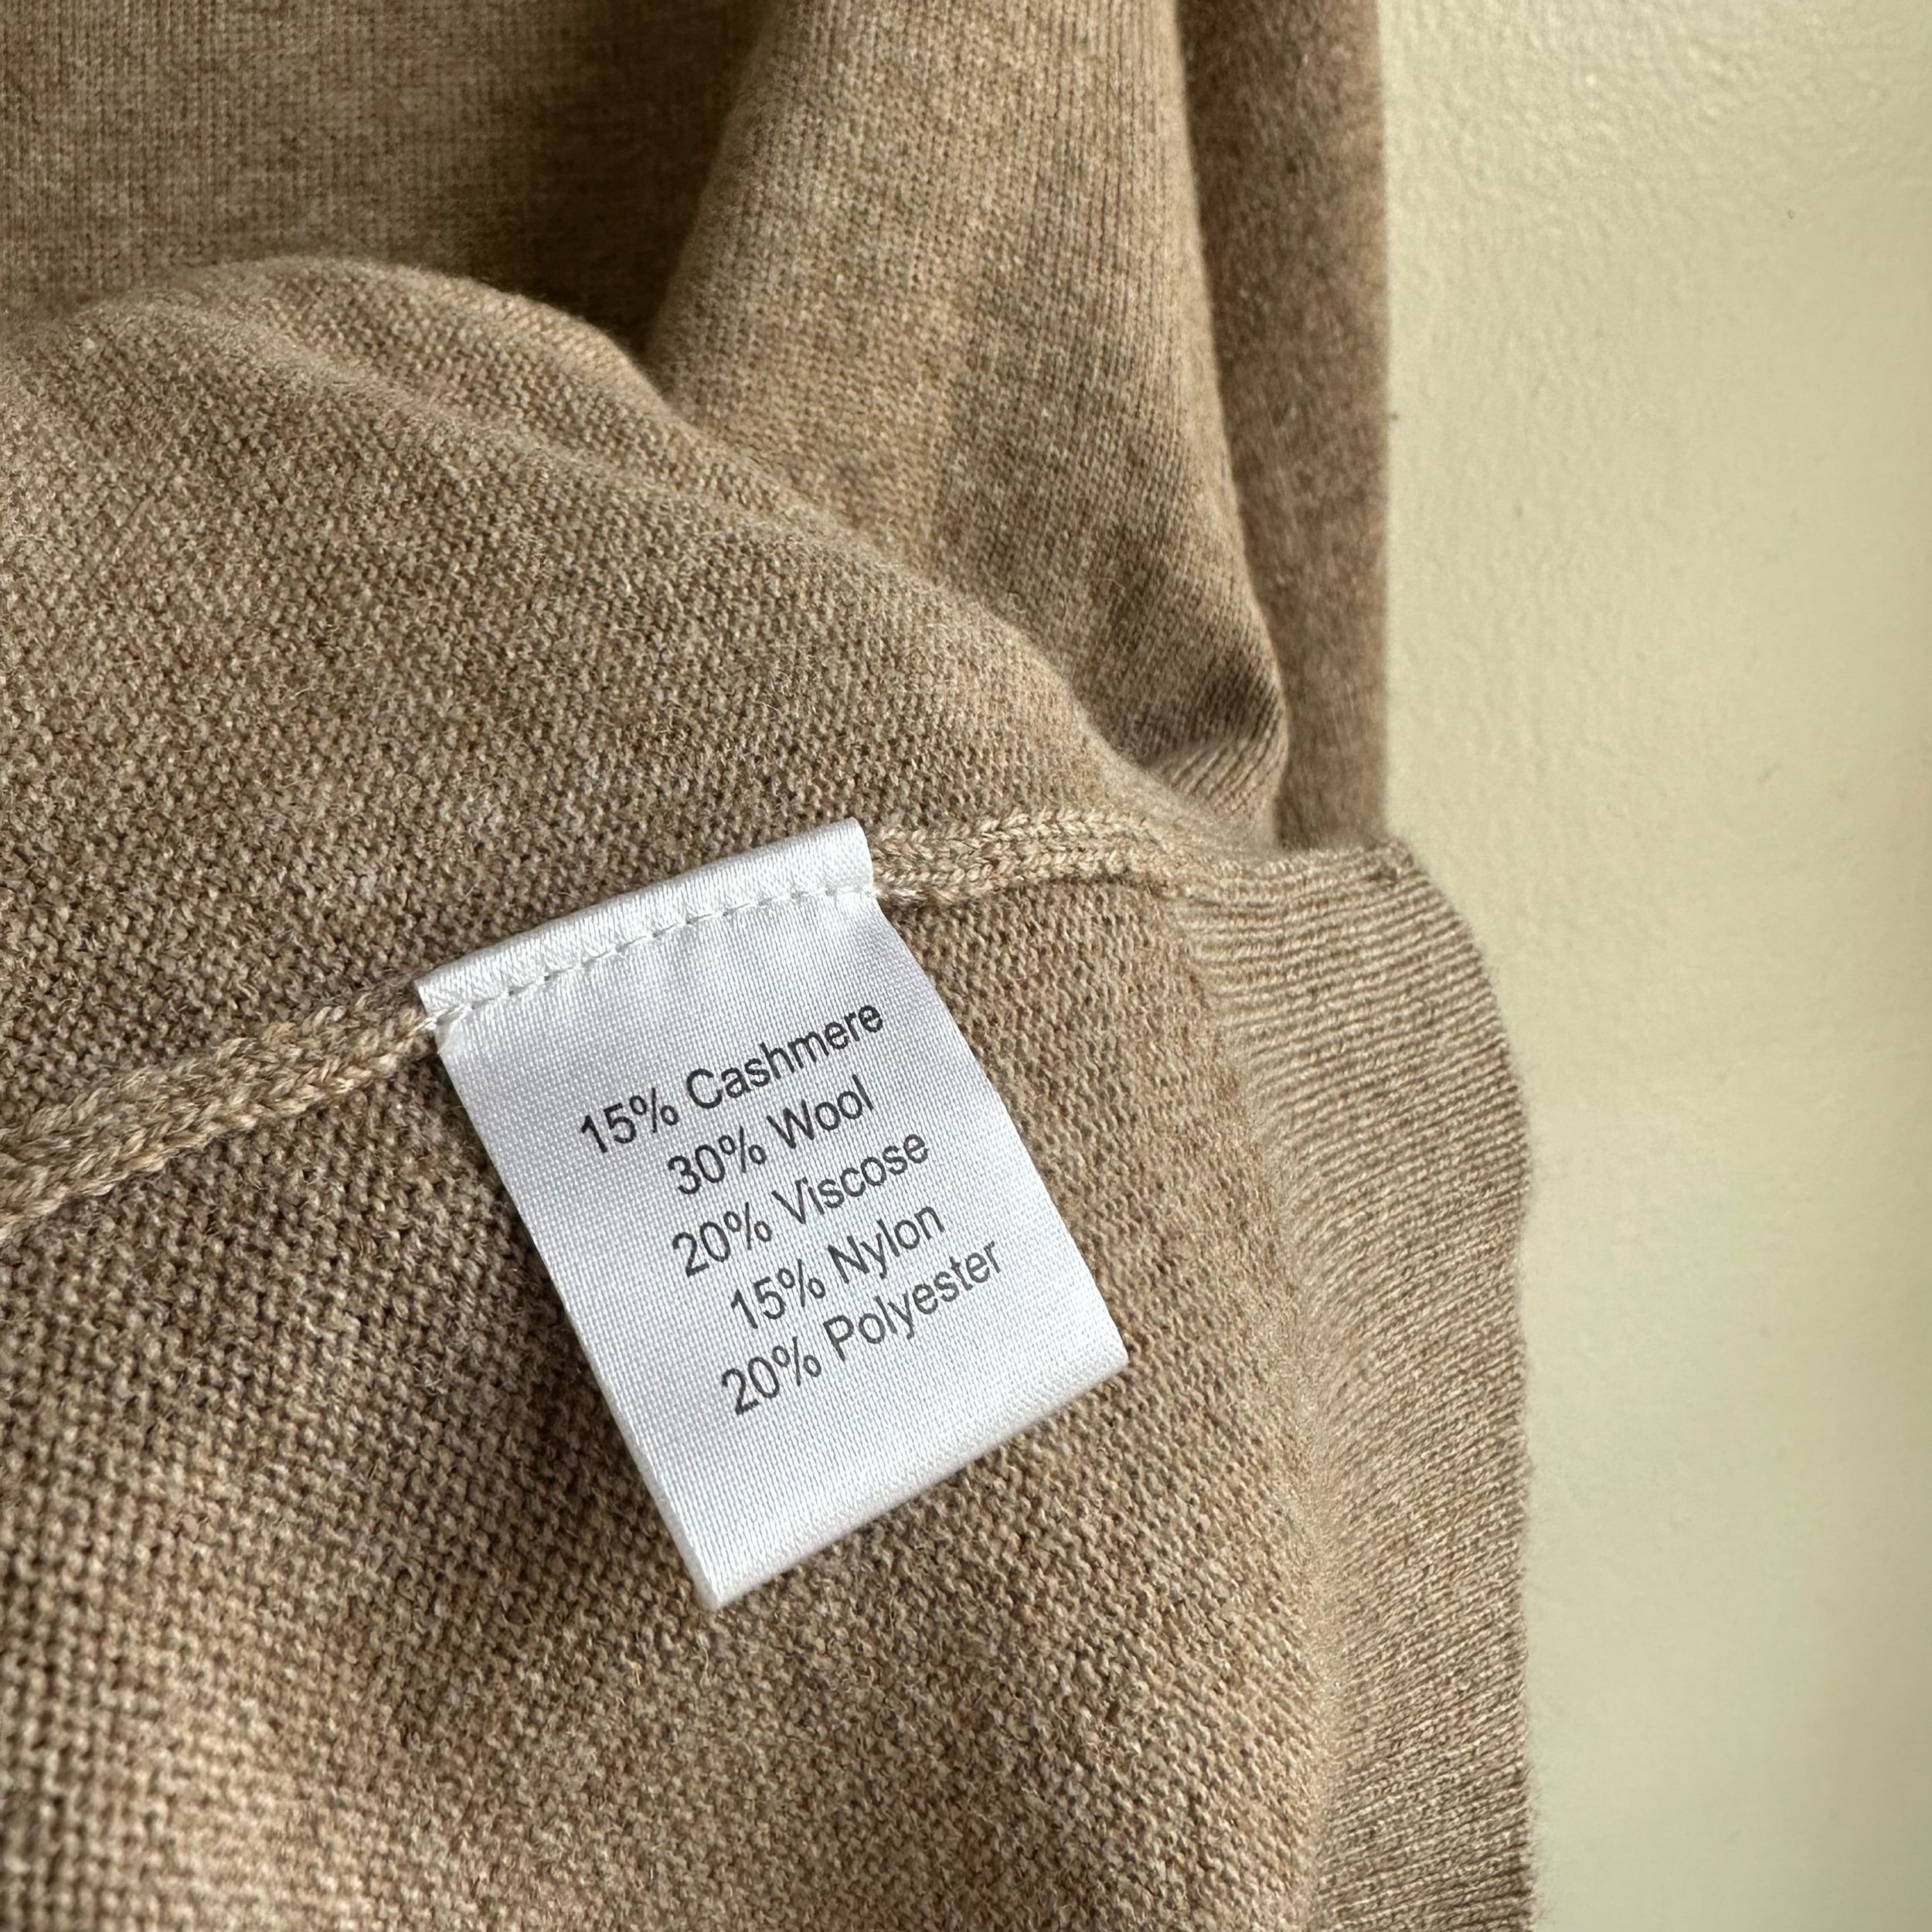 15% Cashmere
30% Wool
20% Viscose
15% Nylon
20% Polyester